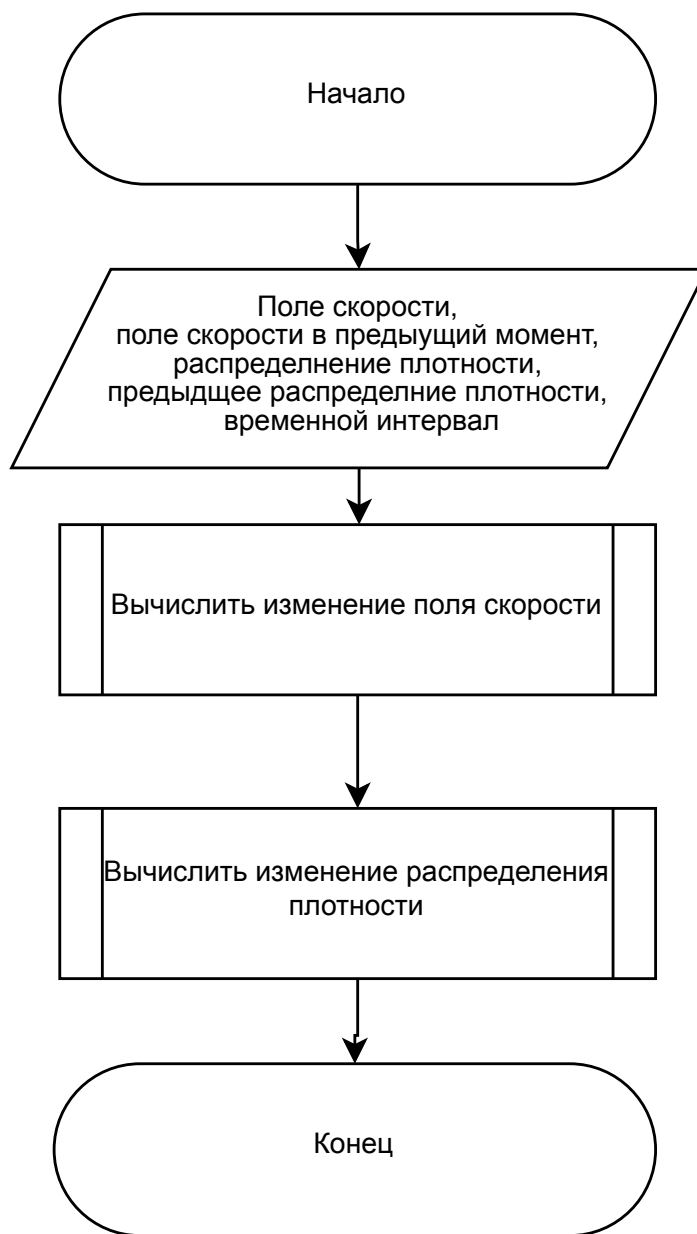 Начало
Поле скорости,
поле скорости в предыущий момент,
распределнение плотности,
предыдщее распределние плотности,
временной интервал
Вычислить изменение поля скорости
Вычислить изменение распределения
плотности
Конец